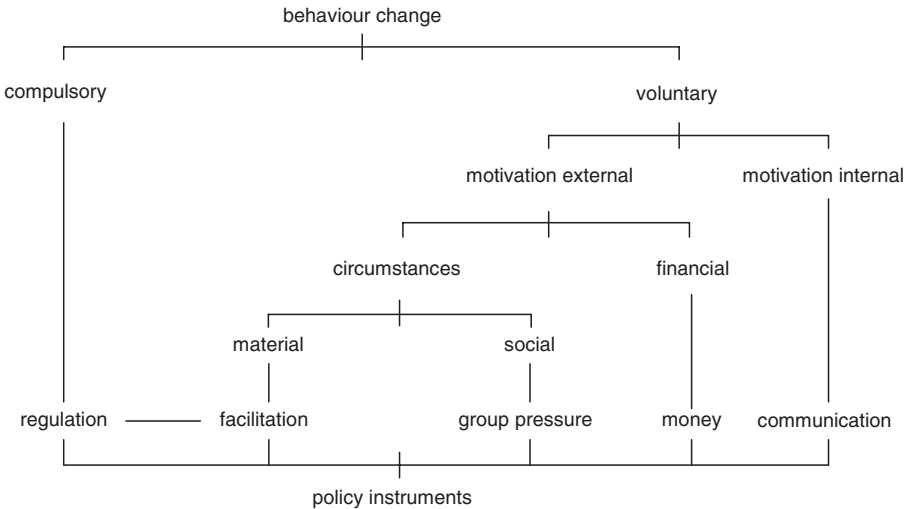 behaviour change
compulsory
voluntary
motivation external
motivation internal
circumstances
financial
material
social
regulation
facilitation
group pressure
money
communication
policy instruments